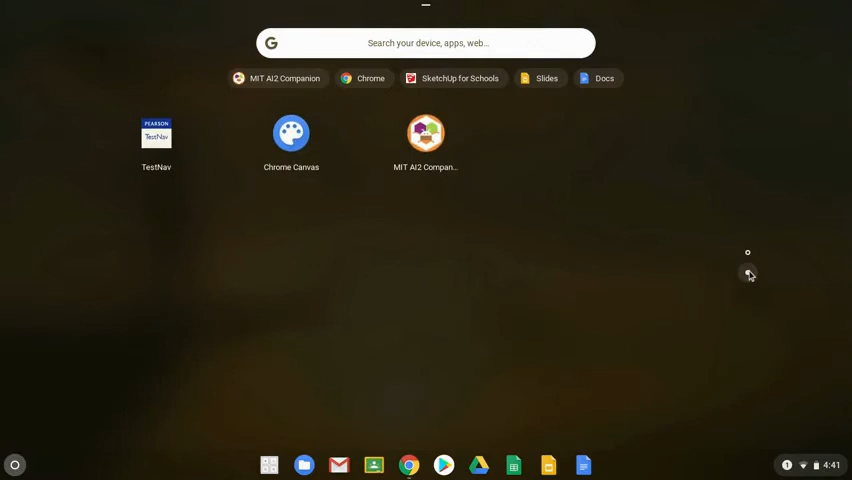 Search your device, apps, web...
MIT AI2 Companion
Chrome
SketchUp for Schools
Slides
Docs
PEARSON
TestNav
TestNav
Chrome Canvas
MIT AI2 Compan...
1
4:41